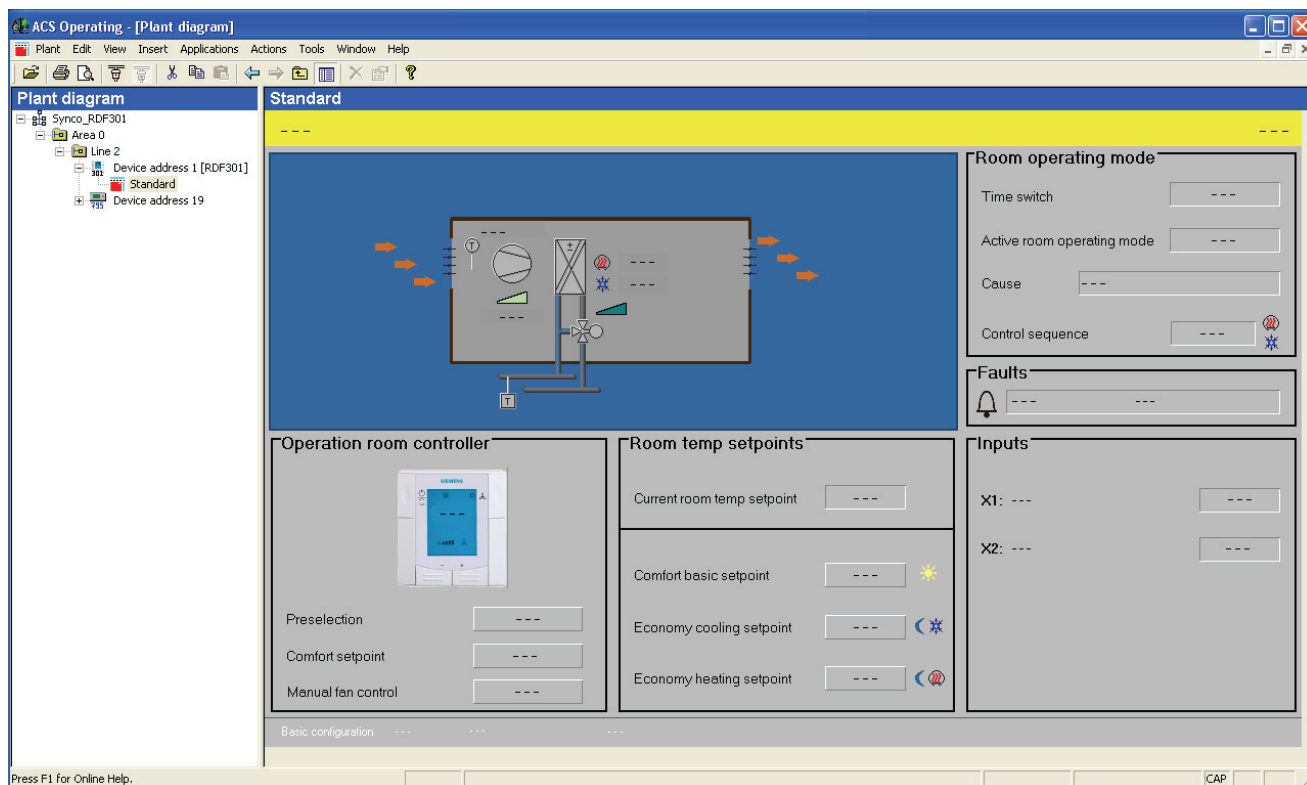 ACS Operating - [Plant diagram]
Plant Edit View Insert Applications Actions Tools Window Help
Plant diagram
Synco_RDF301
Area 0
Line 2
301
Device address 1 [RDF301]
Standard
795
Device address 19
Standard
--- ---
T
---
±
---
---
---
T
Room operating mode
Time switch ---
Active room operating mode ---
Cause ---
Control sequence ---
Faults
--- ---
Operation room controller
SIEMENS
---
Preselection ---
Comfort setpoint ---
Manual fan control ---
Room temp setpoints
Current room temp setpoint ---
Comfort basic setpoint ---
Economy cooling setpoint ---
Economy heating setpoint ---
Inputs
X1: --- ---
X2: --- ---
Basic configuration --- --- ---
Press F1 for Online Help.
CAP